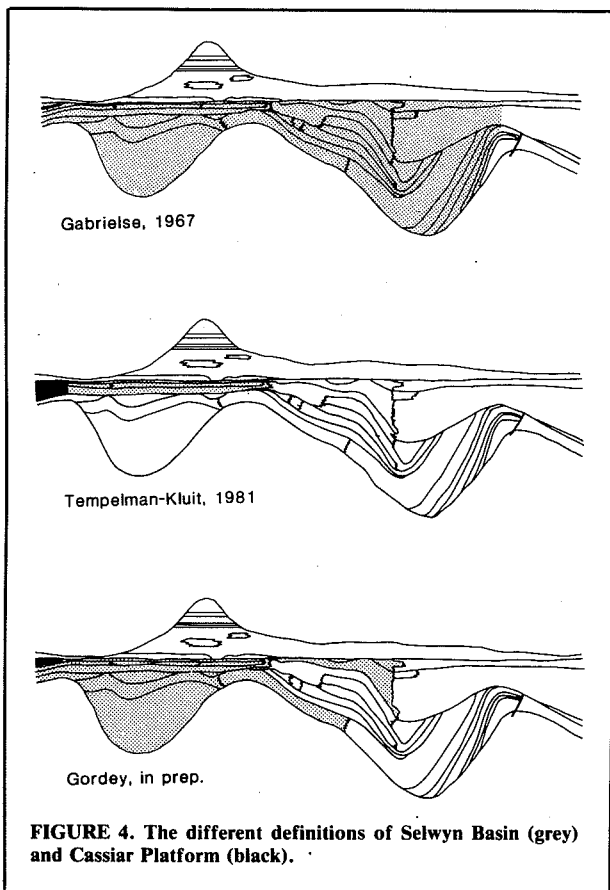 Gabrielse, 1967
Tempelman-Kluit, 1981
Gordey, in prep.
FIGURE 4. The different definitions of Selwyn Basin (grey)
and Cassiar Platform (black).